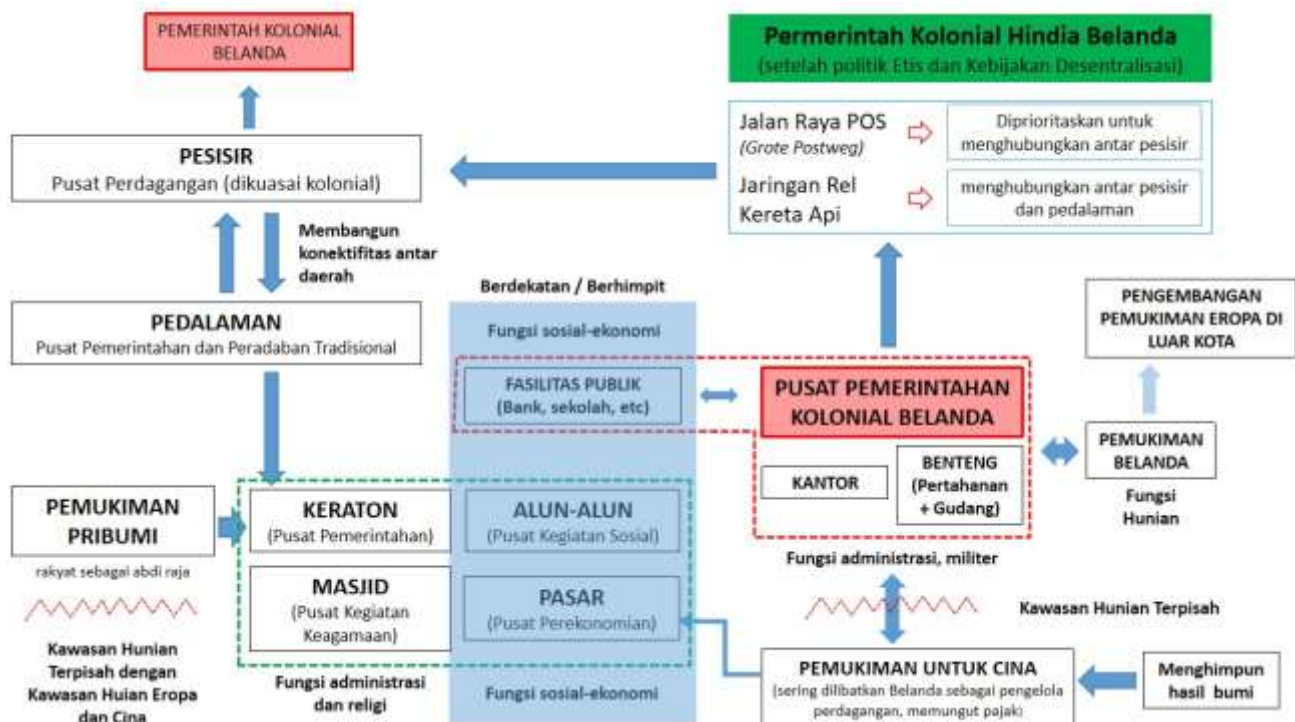 PEMERINTAH KOLONIAL
BELANDA
Permerintah Kolonial Hindia Belanda
(setelah politik Etis dan Kebijakan Desentralisasi)
Jalan Raya POS
(Grote Postweg)
Diprioritaskan untuk
menghubungkan antar pesisir
Jaringan Rel
Kereta Api
menghubungkan antar pesisir
dan pedalaman
PESISIR
Pusat Perdagangan (dikuasai kolonial)
Membangun
konektifitas antar
daerah
PEDALAMAN
Pusat Pemerintahan dan Peradaban Tradisional
Berdekatan / Berhimpit
Fungsi sosial-ekonomi
FASILITAS PUBLIK
(Bank, sekolah, etc)
PUSAT PEMERINTAHAN
KOLONIAL BELANDA
KANTOR
BENTENG
(Pertahanan
+ Gudang)
Fungsi administrasi, militer
PENGEMBANGAN
PEMUKIMAN EROPA DI
LUAR KOTA
PEMUKIMAN
BELANDA
Fungsi
Hunian
PEMUKIMAN
PRIBUMI
rakyat sebagai abdi raja
Kawasan Hunian
Terpisah dengan
Kawasan Huian Eropa
dan Cina
KERATON
(Pusat Pemerintahan)
ALUN-ALUN
(Pusat Kegiatan Sosial)
MASJID
(Pusat Kegiatan
Keagamaan)
PASAR
(Pusat Perekonomian)
Fungsi administrasi
dan religi
Fungsi sosial-ekonomi
Kawasan Hunian Terpisah
PEMUKIMAN UNTUK CINA
(sering dilibatkan Belanda sebagai pengelola
perdagangan, memungut pajak)
Menghimpun
hasil bumi